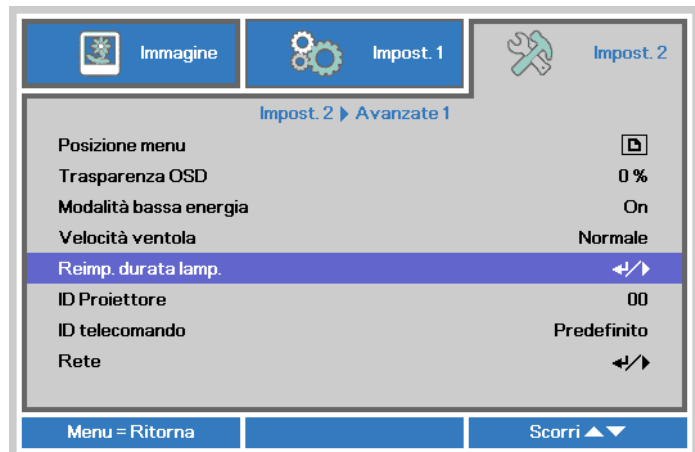 Immagine Impost. 1 Impost. 2
Impost. 2 ▶ Avanzate 1
Posizione menu
Trasparenza OSD 0 %
Modalità bassa energia On
Velocità ventola Normale
Reimp. durata lamp. ↵/▶
ID Proiettore 00
ID telecomando Predefinito
Rete ↵/▶
Menu = Ritorna Scorri ▲▼